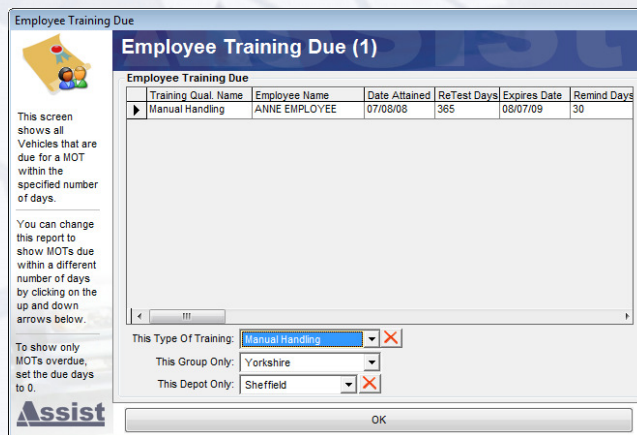 Employee Training Due
Employee Training Due (1)
This screen
shows all
Vehicles that are
due for a MOT
within the
specified number
of days.
You can change
this report to
show MOTs due
within a different
number of days
by clicking on the
up and down
arrows below.
To show only
MOTs overdue,
set the due days
to 0.
Assist
Employee Training Due
Training Qual. Name Employee Name Date Attained ReTest Days Expires Date Remind Days
Manual Handling ANNE EMPLOYEE 07/08/08 365 08/07/09 30
This Type Of Training: Manual Handling
This Group Only: Yorkshire
This Depot Only: Sheffield
OK